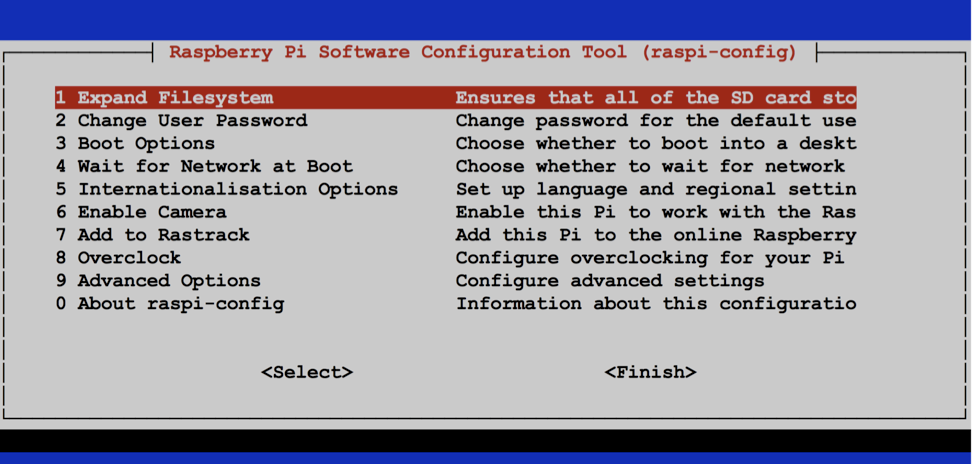 Raspberry Pi Software Configuration Tool (raspi-config)
1 Expand Filesystem Ensures that all of the SD card sto
2 Change User Password Change password for the default use
3 Boot Options Choose whether to boot into a deskt
4 Wait for Network at Boot Choose whether to wait for network
5 Internationalisation Options Set up language and regional settin
6 Enable Camera Enable this Pi to work with the Ras
7 Add to Rastrack Add this Pi to the online Raspberry
8 Overclock Configure overclocking for your Pi
9 Advanced Options Configure advanced settings
0 About raspi-config Information about this configuratio
<Select> <Finish>